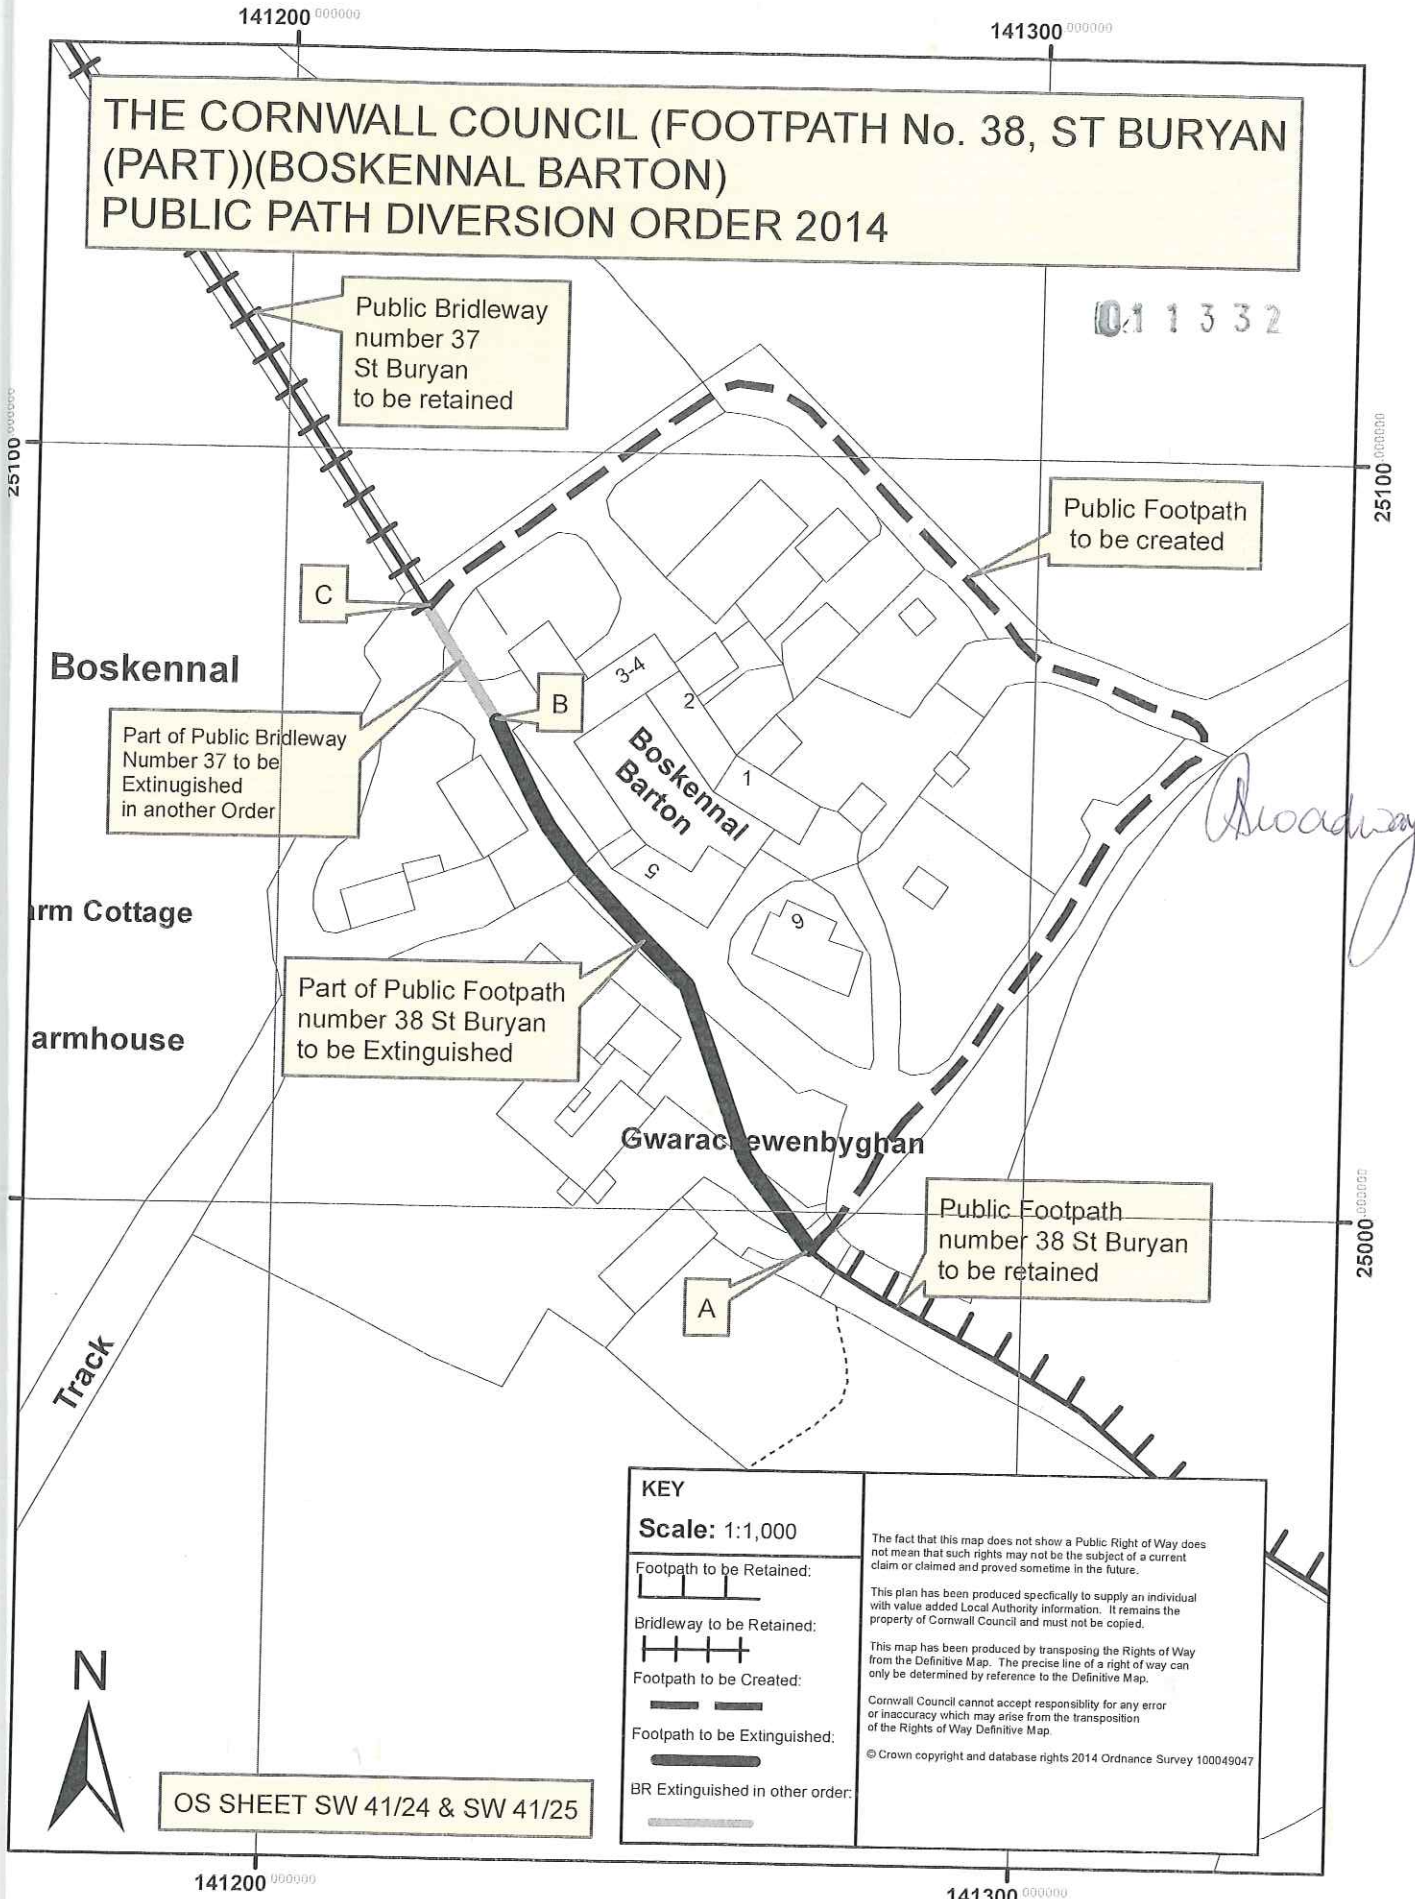 141200.000000
141300.000000
THE CORNWALL COUNCIL (FOOTPATH No. 38, ST BURYAN
(PART))(BOSKENNAL BARTON)
PUBLIC PATH DIVERSION ORDER 2014
011332
Public Bridleway
number 37
St Buryan
to be retained
25100.000000
25100.000000
Public Footpath
to be created
C
Boskennal
B
3-4
2
1
5
6
Boskennal
Barton
Part of Public Bridleway
Number 37 to be
Extinugished
in another Order
Broadway
arm Cottage
armhouse
Part of Public Footpath
number 38 St Buryan
to be Extinguished
Public Footpath
number 38 St Buryan
to be retained
25000.000000
A
Track
KEY
Scale: 1:1,000
Footpath to be Retained:
Bridleway to be Retained:
Footpath to be Created:
Footpath to be Extinguished:
BR Extinguished in other order:
The fact that this map does not show a Public Right of Way does
not mean that such rights may not be the subject of a current
claim or claimed and proved sometime in the future.
This plan has been produced specfically to supply an individual
with value added Local Authority information. It remains the
property of Cornwall Council and must not be copied.
This map has been produced by transposing the Rights of Way
from the Definitive Map. The precise line of a right of way can
only be determined by reference to the Definitive Map.
Cornwall Council cannot accept responsiblity for any error
or inaccuracy which may arise from the transposition
of the Rights of Way Definitive Map.
© Crown copyright and database rights 2014 Ordnance Survey 100049047
N
OS SHEET SW 41/24 & SW 41/25
141200.000000
141300.000000